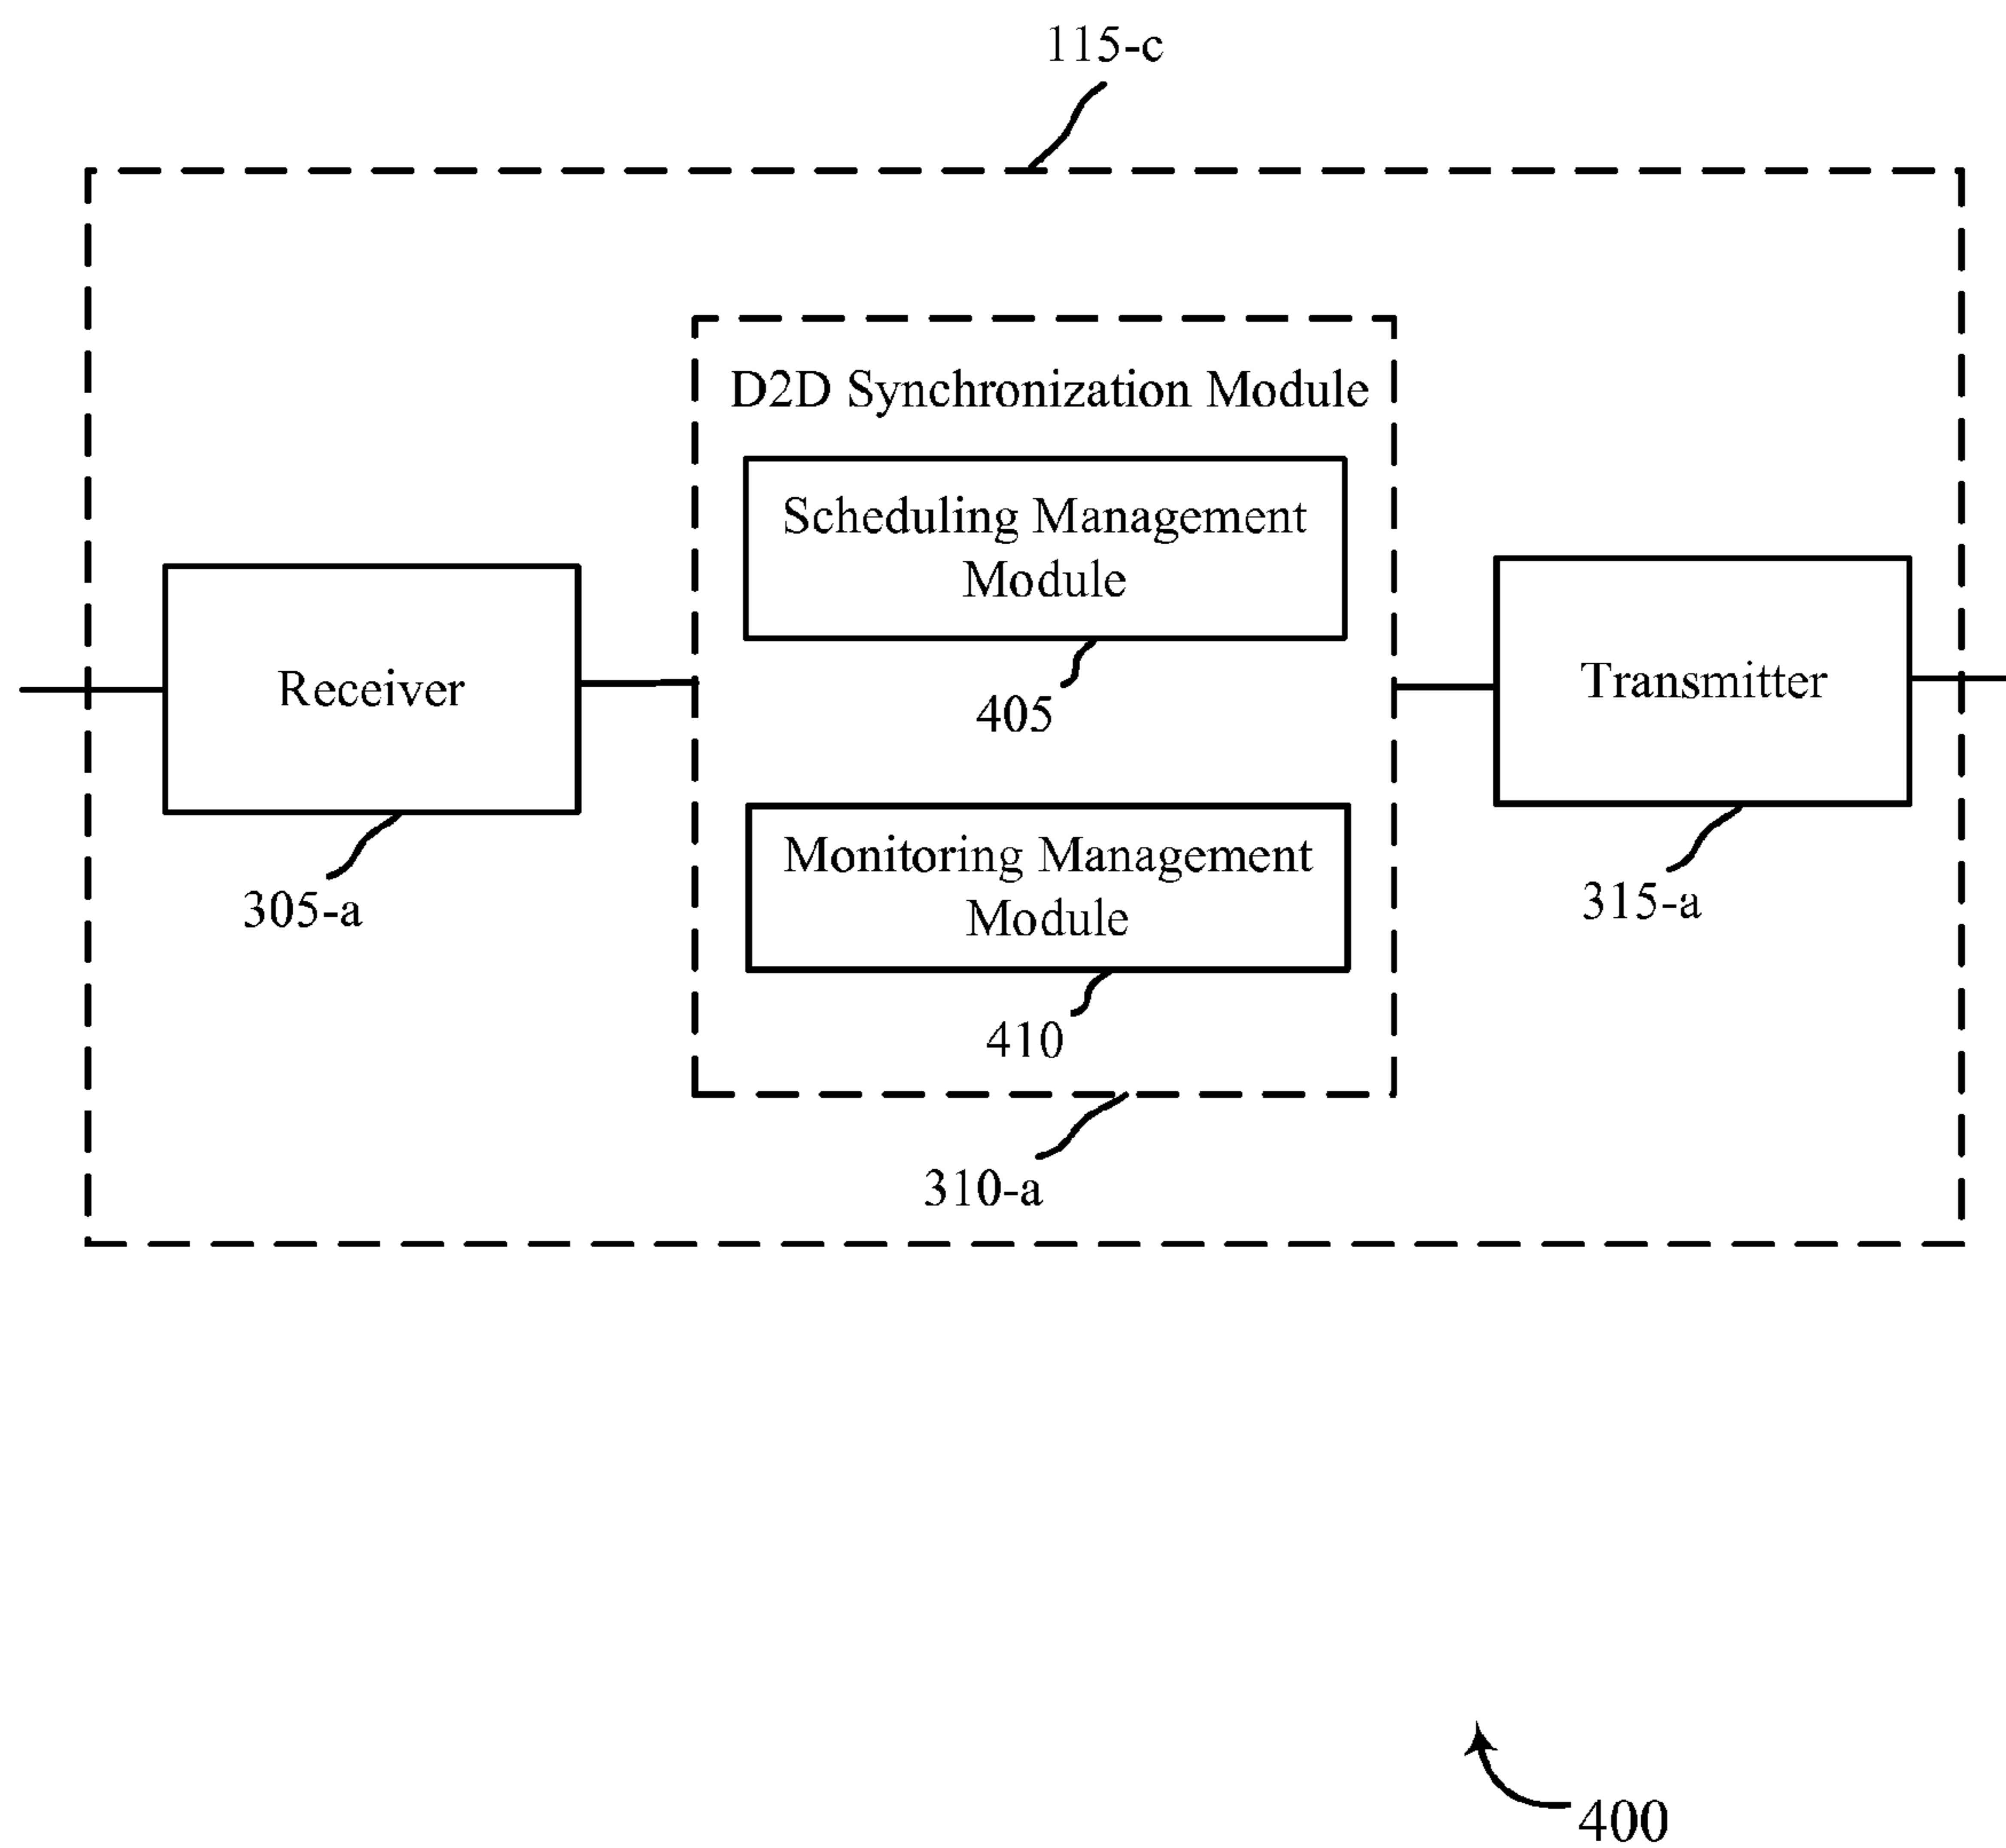 115-c
D2D Synchronization Module
Scheduling Management
Module
405
Receiver
305-a
Transmitter
315-a
Monitoring Management
Module
410
310-a
400